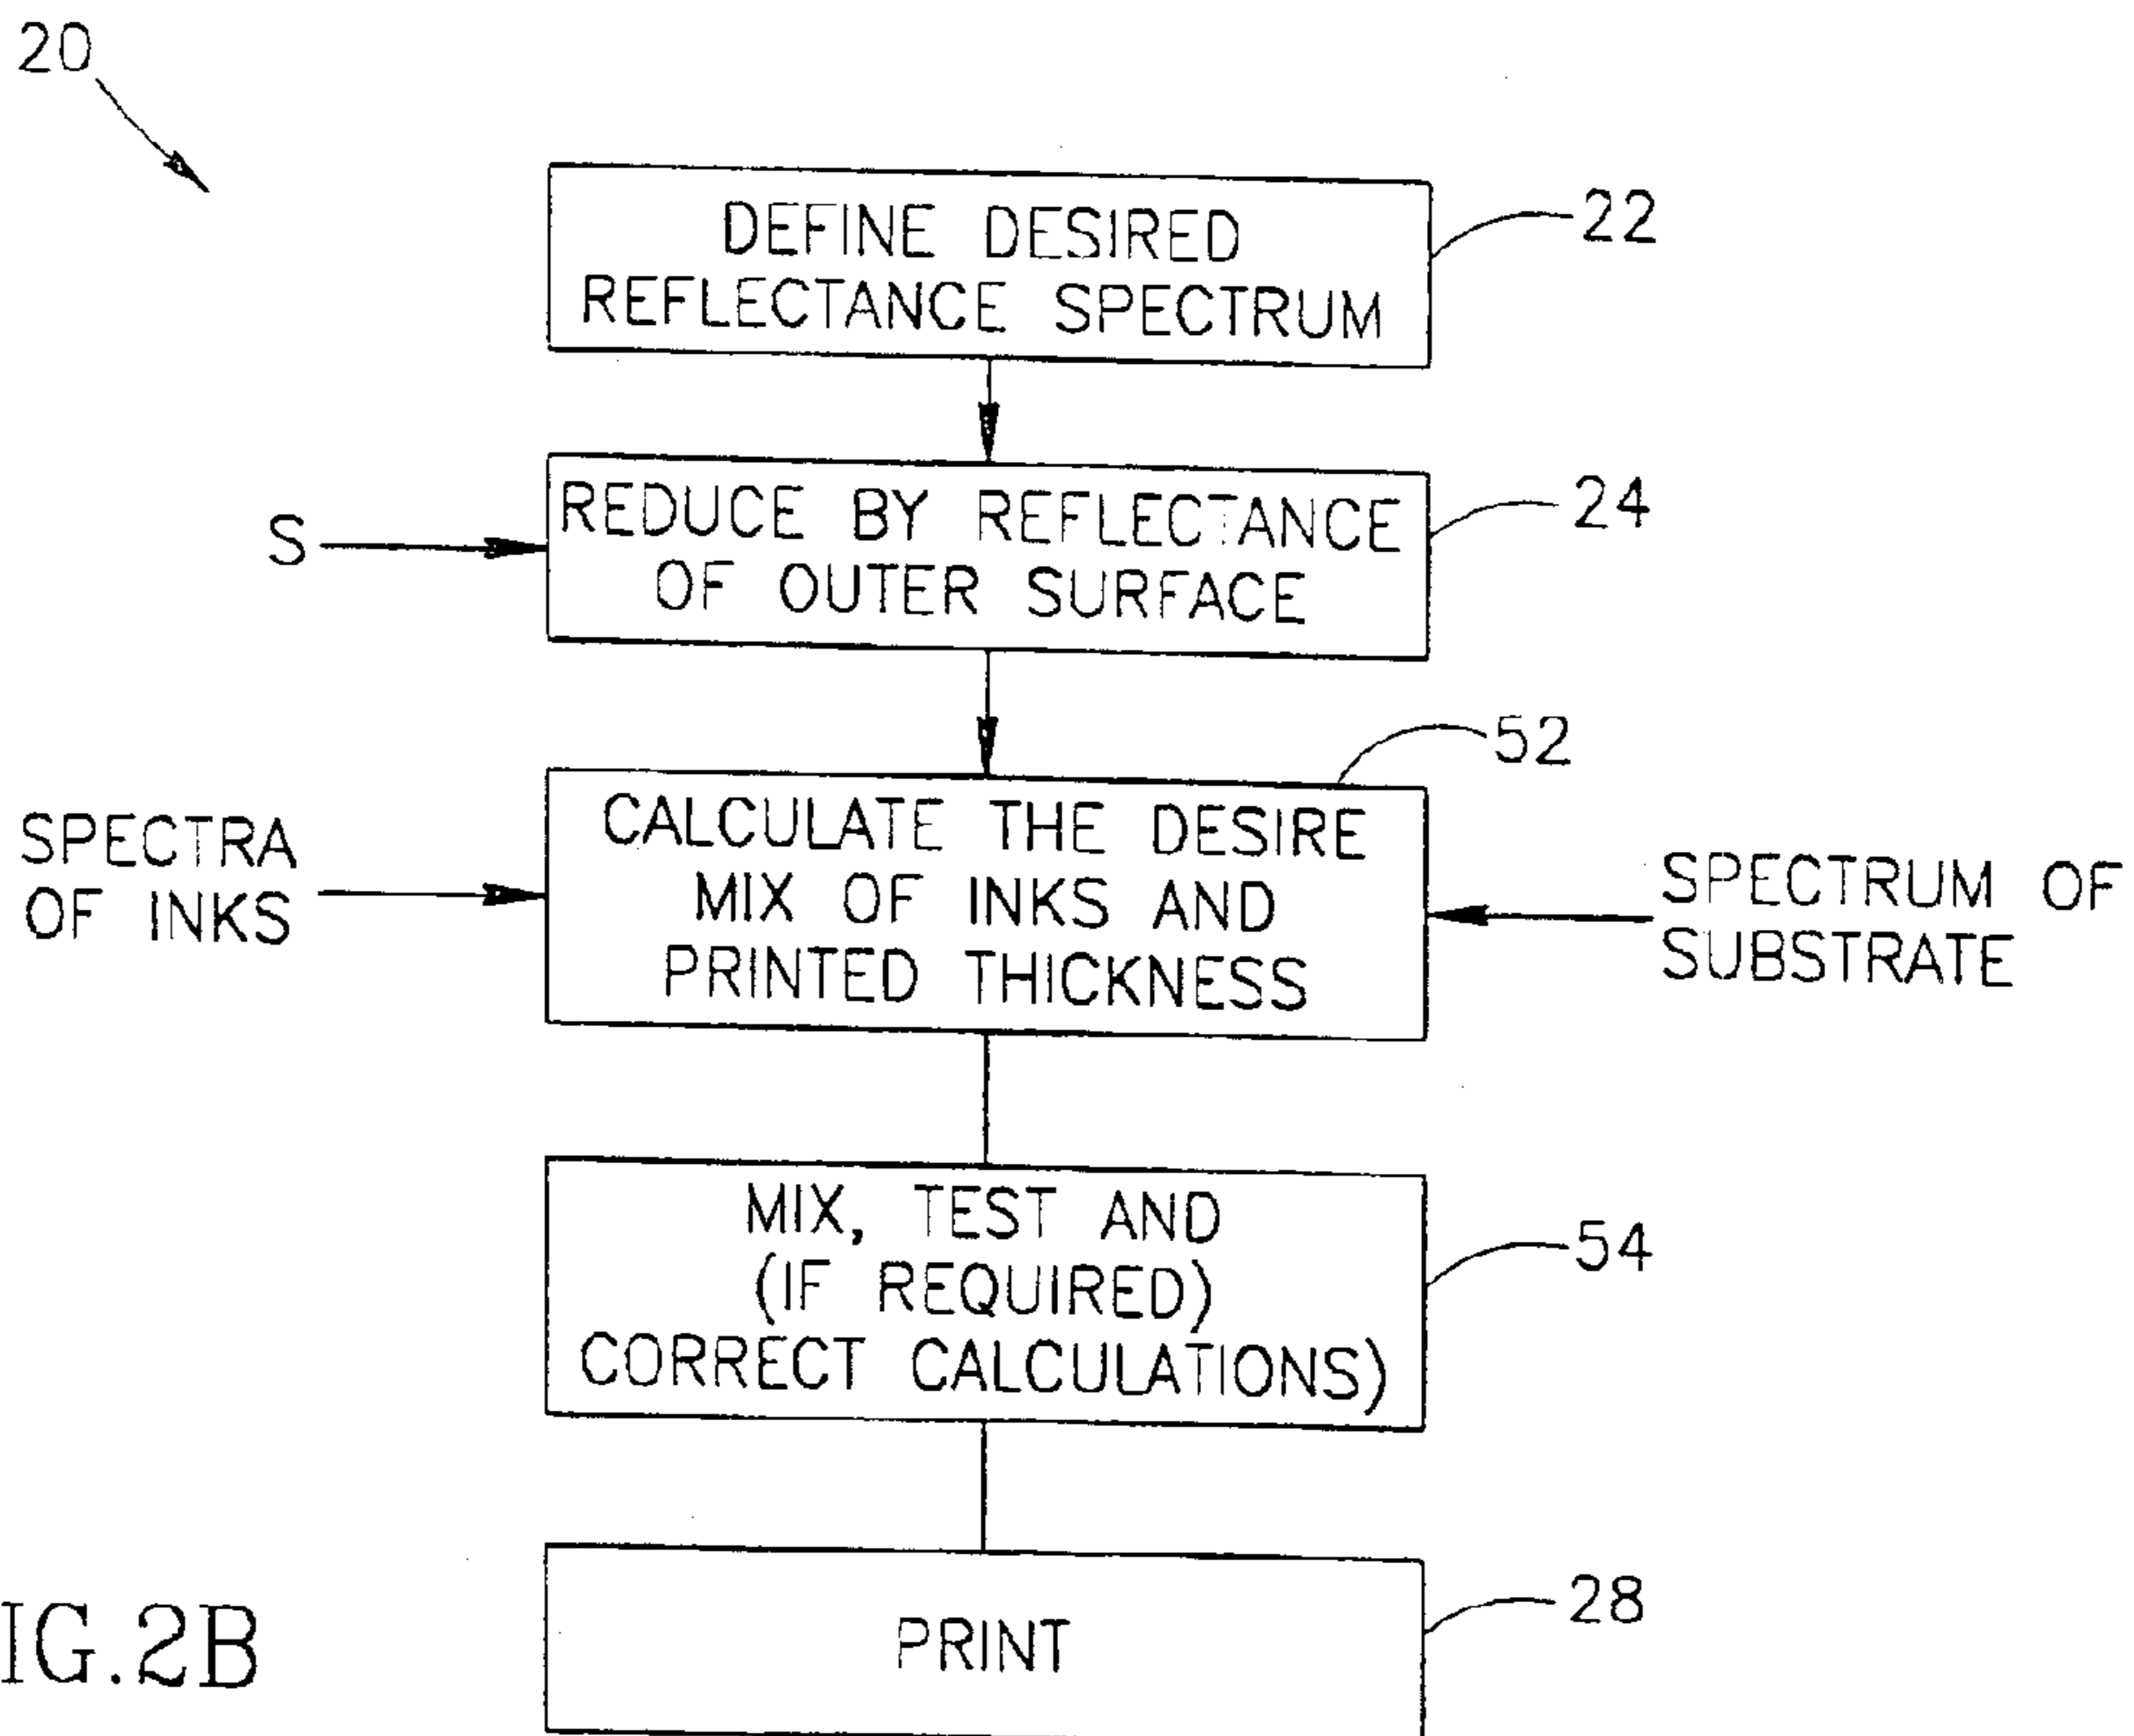 20
DEFINE DESIRED
REFLECTANCE SPECTRUM
22
S
REDUCE BY REFLECTANCE
OF OUTER SURFACE
24
52
SPECTRA
OF INKS
CALCULATE THE DESIRE
MIX OF INKS AND
PRINTED THICKNESS
SPECTRUM OF
SUBSTRATE
MIX, TEST AND
(IF REQUIRED)
CORRECT CALCULATIONS)
54
PRINT
28
IG.2B